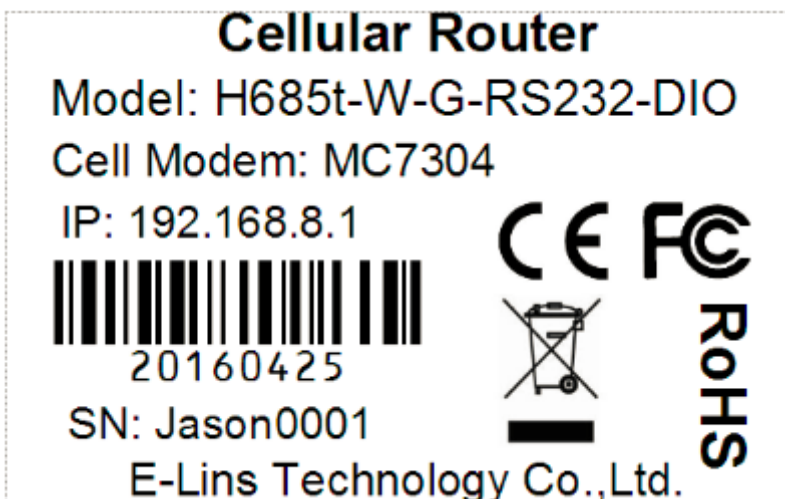 Cellular Router
Model: H685t-W-G-RS232-DIO
Cell Modem: MC7304
IP: 192.168.8.1
CE FC
20160425
RoHS
SN: Jason0001
E-Lins Technology Co.,Ltd.